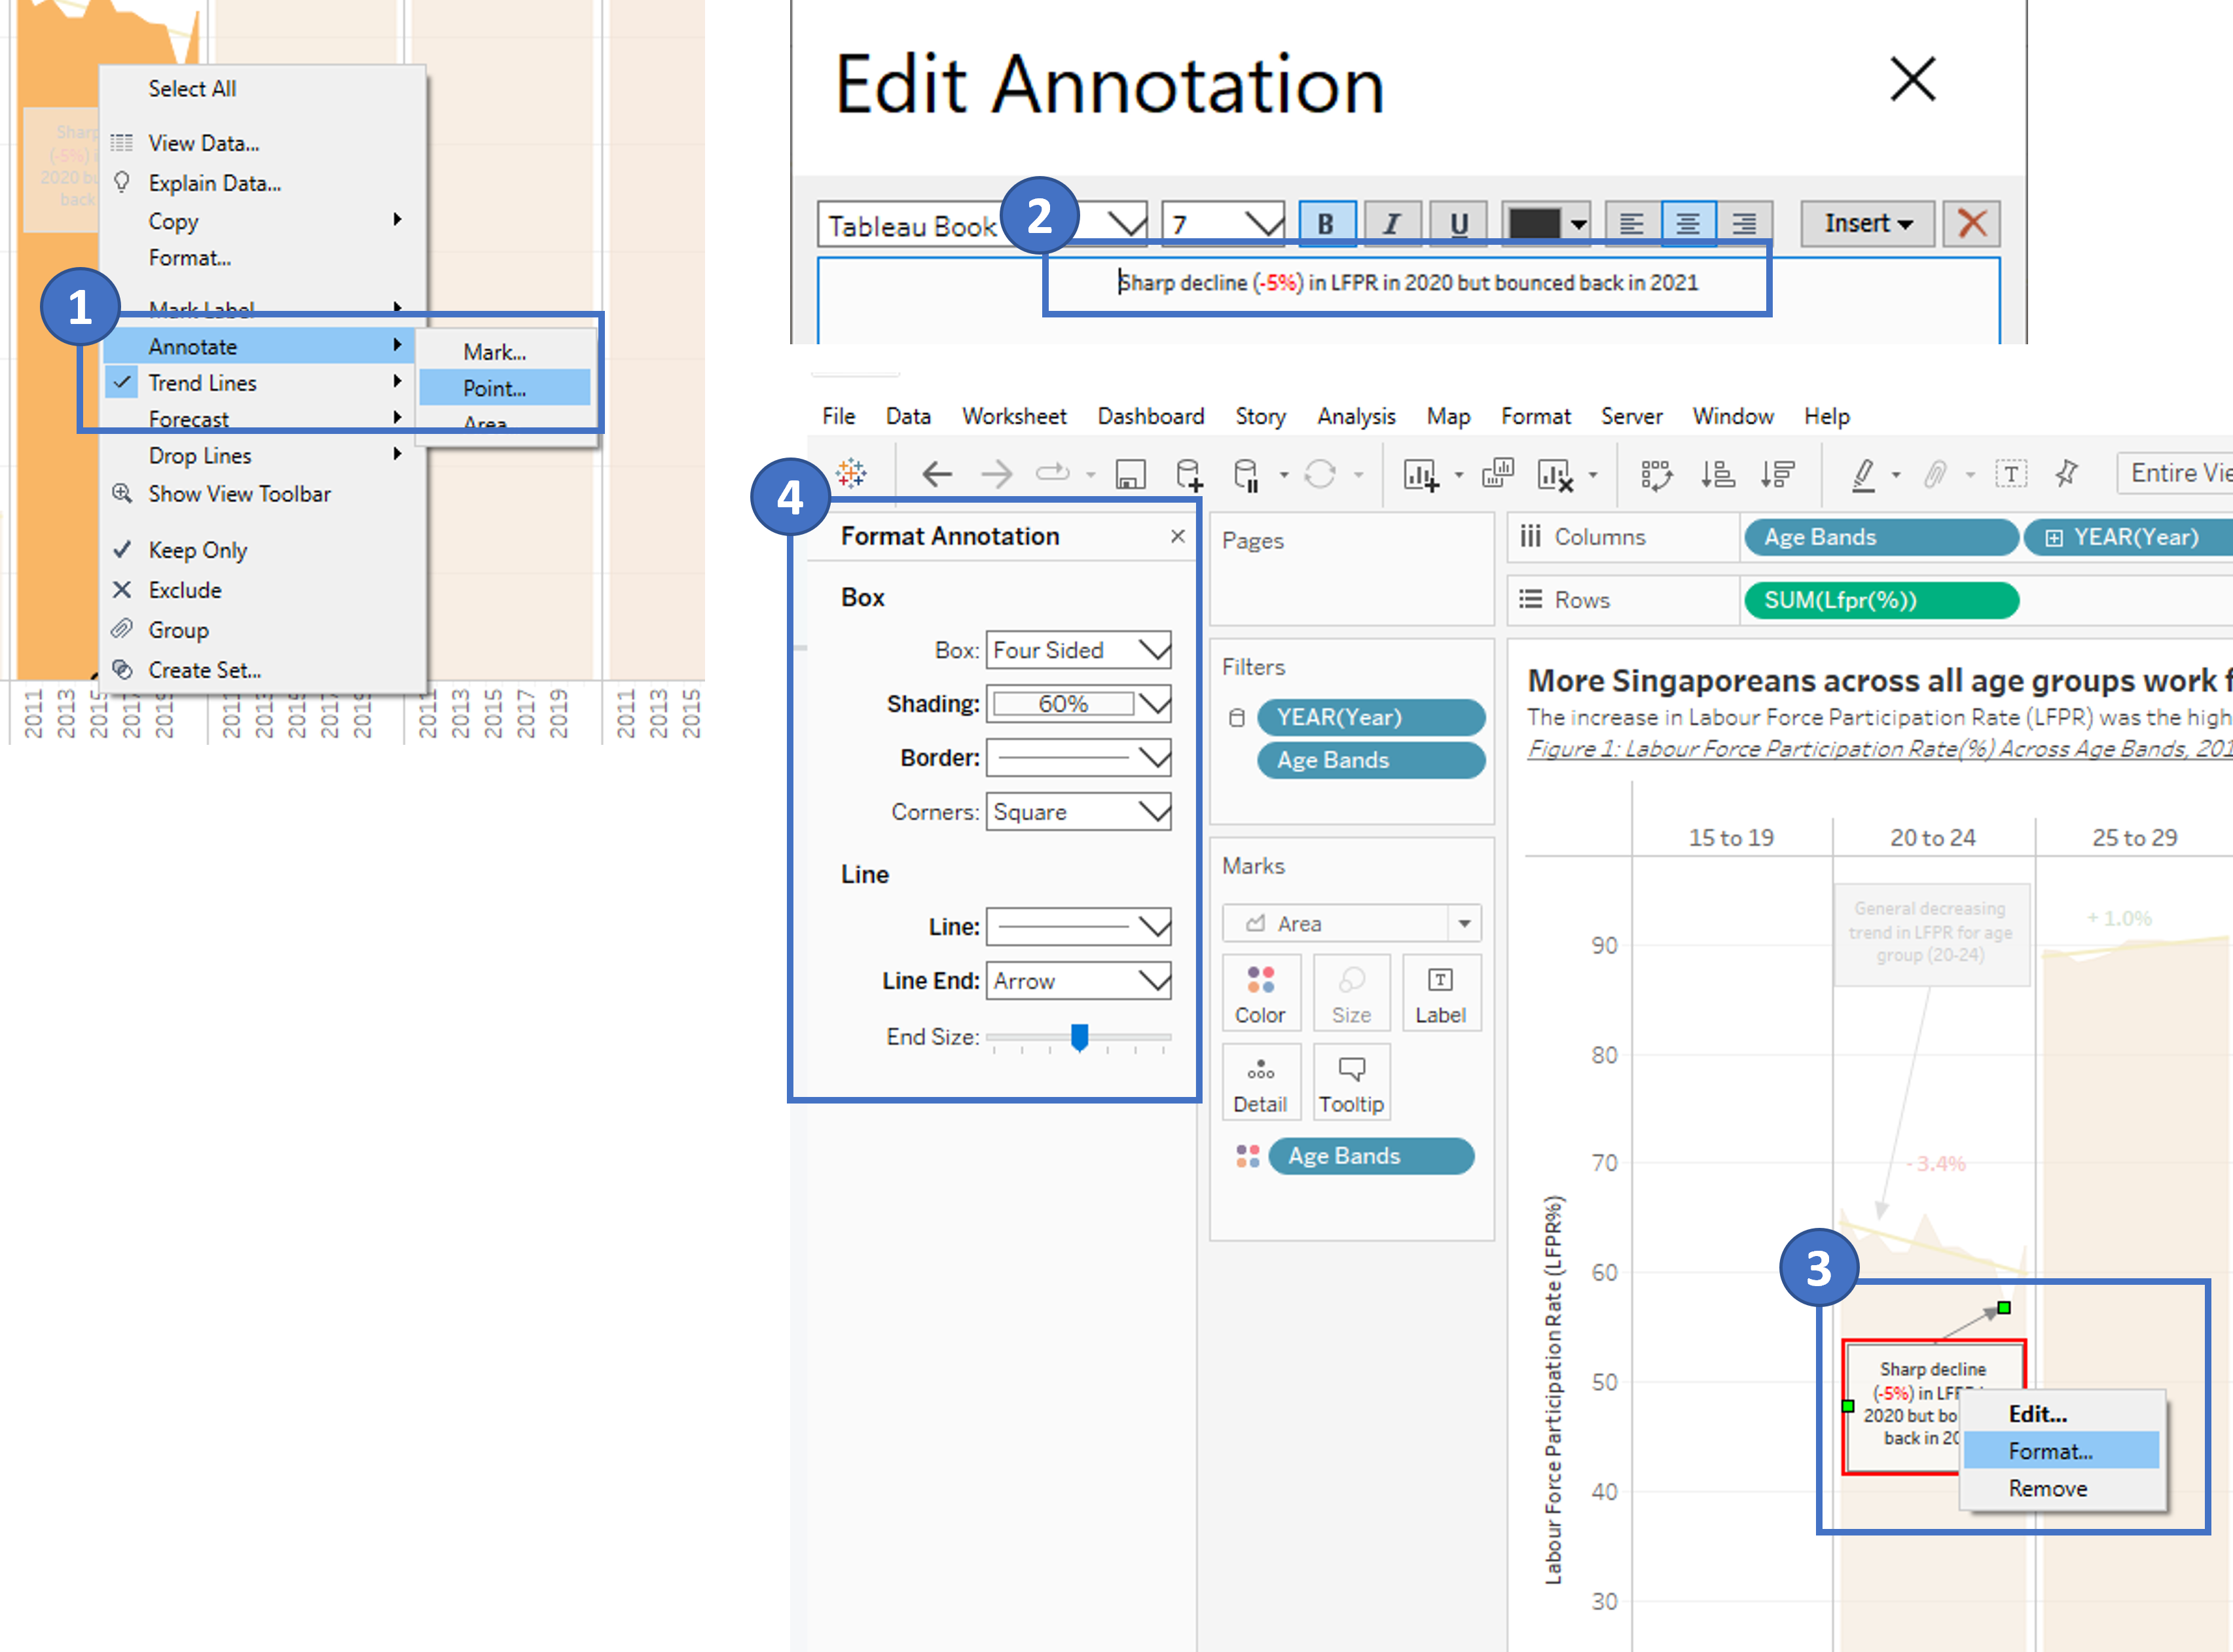 Select All
View Data...
Explain Data...
Copy
Format...
Mark Label
1
Annotate
Trend Lines
Forecast
Drop Lines
Show View Toolbar
Keep Only
Exclude
Group
Create Set...
Mark...
Point...
Area
Sharp
(-5%)
2020 bu
back
2011
2013
2015
2017
2019
2011
2013
2015
2017
2019
2011
2013
2015
2017
2019
2011
2013
2015
Edit Annotation
2
Tableau Book
7
B I U
Insert
Sharp decline (-5%) in LFPR in 2020 but bounced back in 2021
File Data Worksheet Dashboard Story Analysis Map Format Server Window Help
Entire Vie
4
Format Annotation
Box
Box: Four Sided
Shading: 60%
Border:
Corners: Square
Line
Line:
Line End: Arrow
End Size:
Pages
Filters
YEAR(Year)
Age Bands
Marks
Area
Color Size Label
Detail Tooltip
Age Bands
Columns Age Bands YEAR(Year)
Rows SUM(Lfpr(%))
More Singaporeans across all age groups work f
The increase in Labour Force Participation Rate (LFPR) was the high
Figure 1: Labour Force Participation Rate(%) Across Age Bands, 201
15 to 19 20 to 24 25 to 29
General decreasing
trend in LFPR for age
group (20-24)
+ 1.0%
- 3.4%
90
80
70
60
50
40
30
Labour Force Participation Rate (LFPR%)
3
Sharp decline
(-5%) in LFPR
2020 but bo
back in 20
Edit...
Format...
Remove